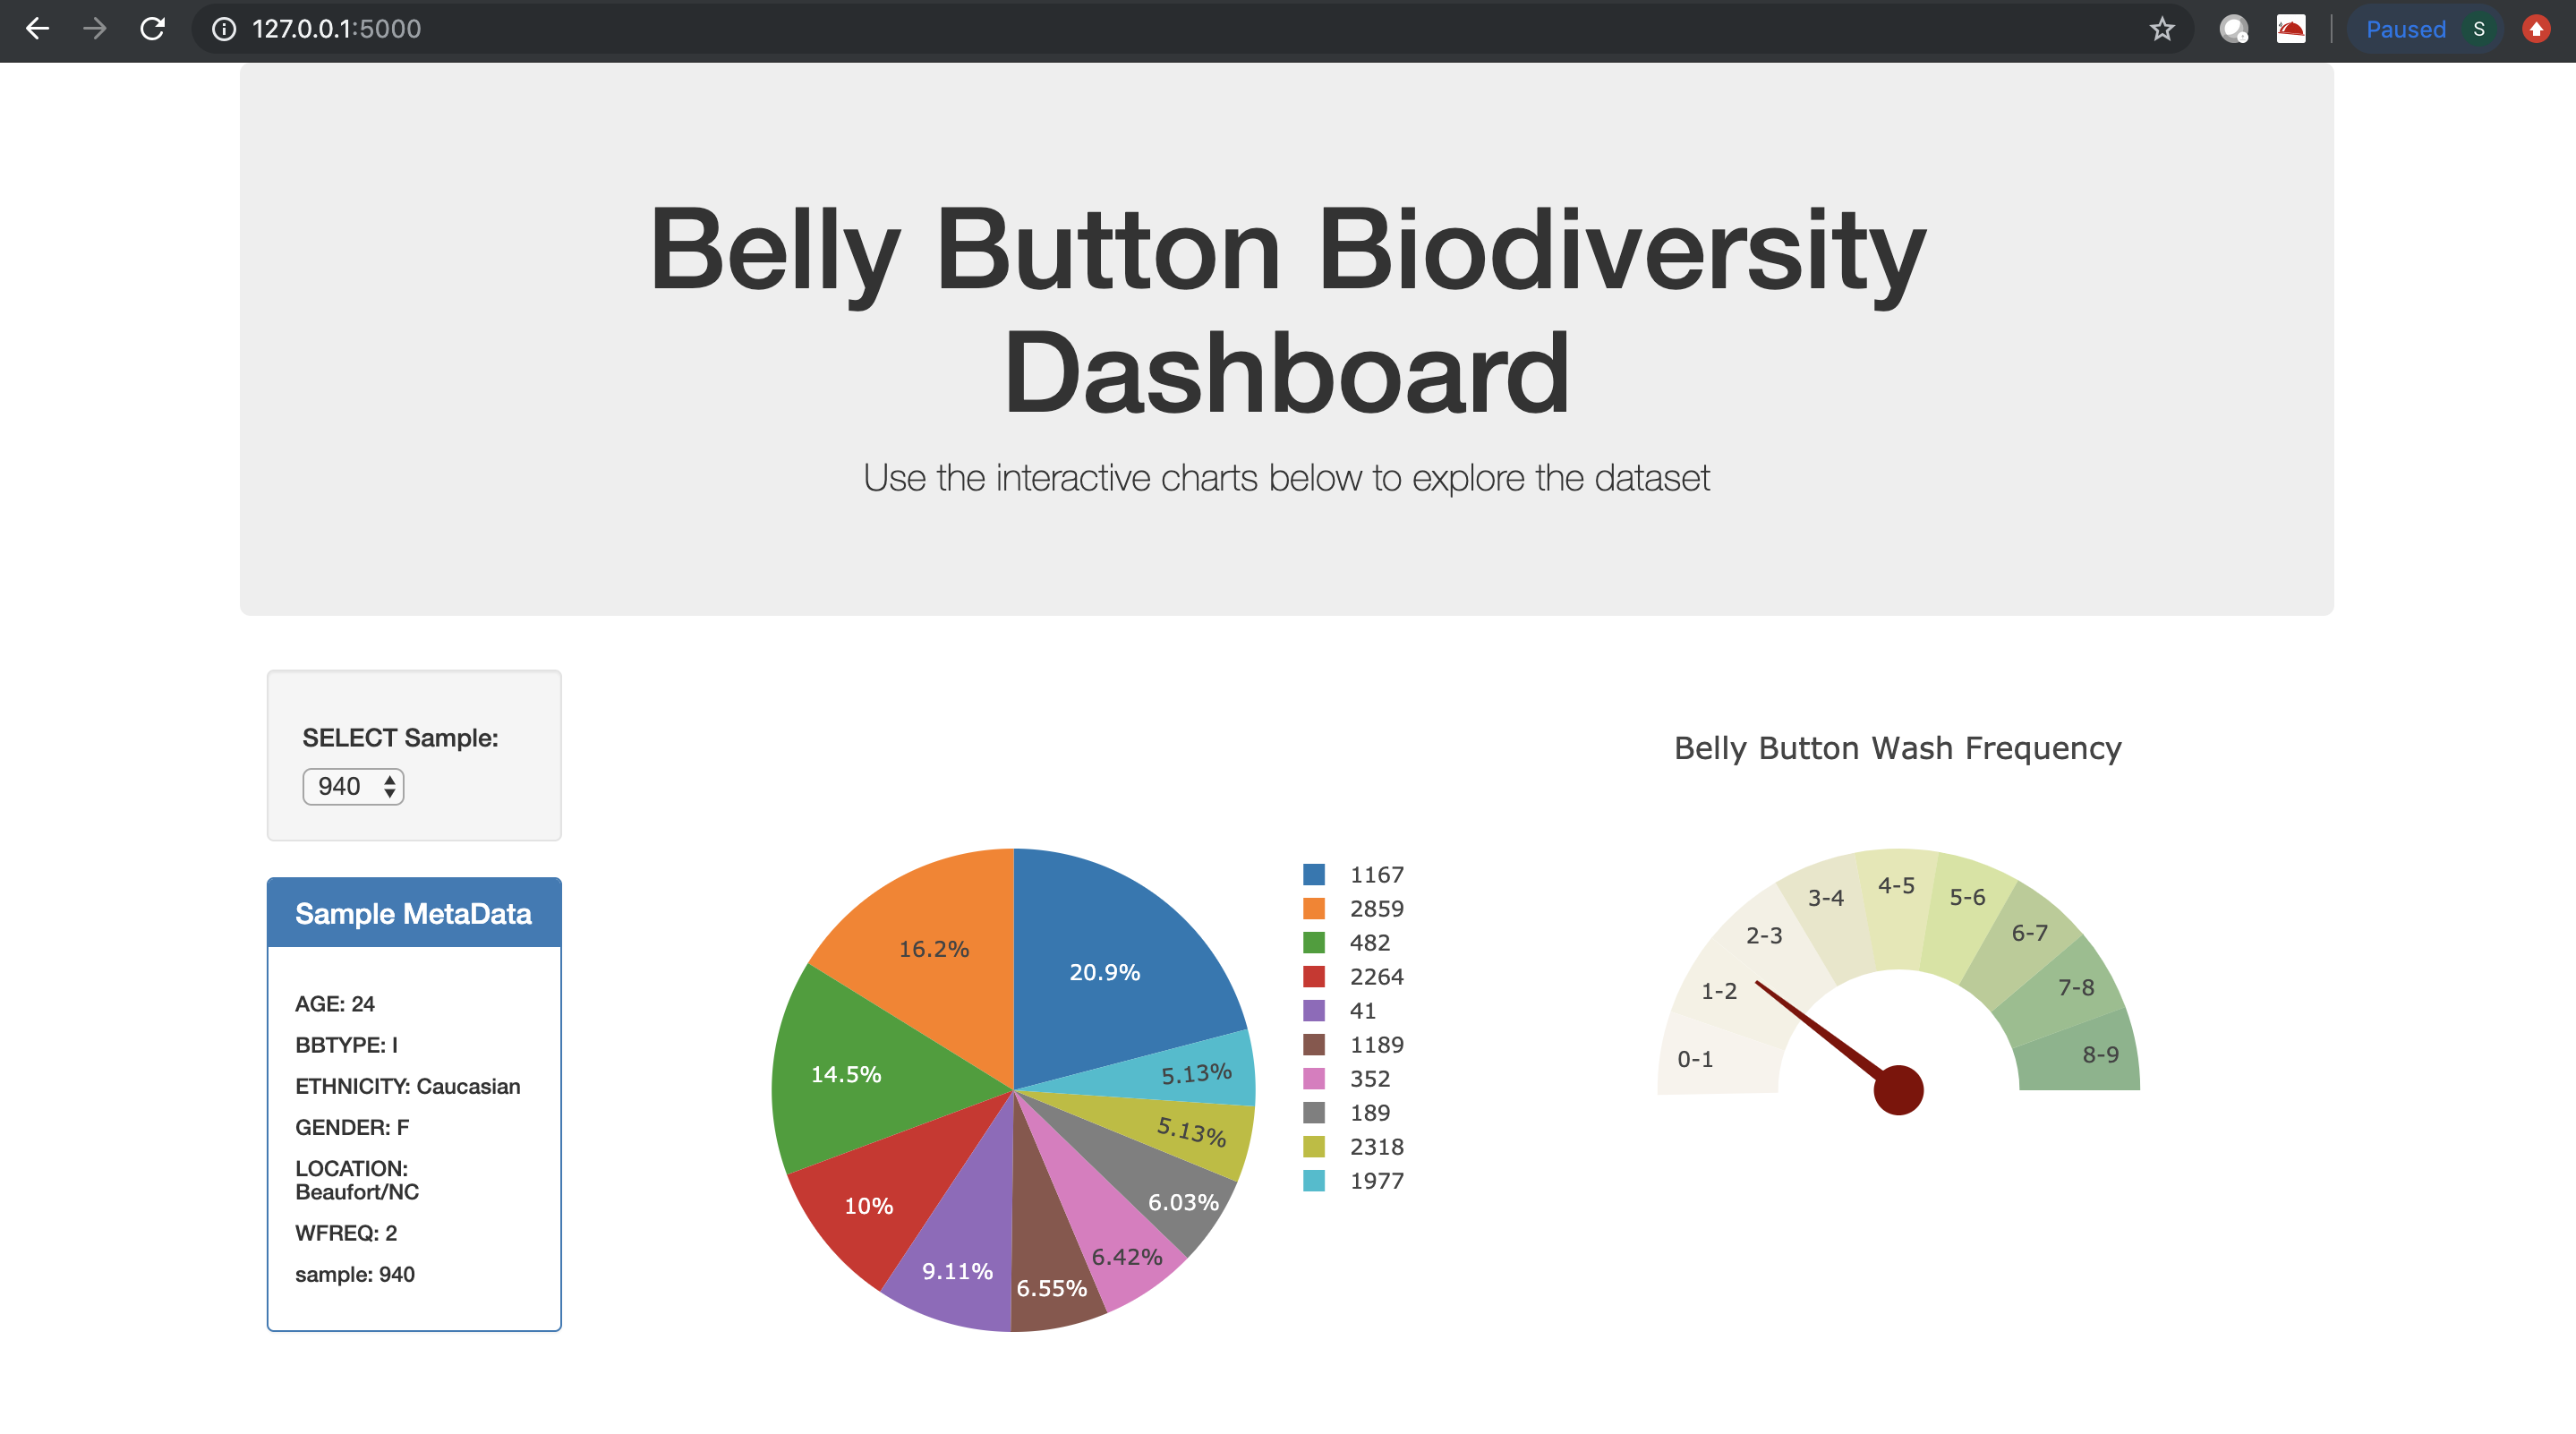 127.0.0.1:5000
Paused S
Belly Button Biodiversity
Dashboard
Use the interactive charts below to explore the dataset
SELECT Sample:
940
Sample MetaData
AGE: 24
BBTYPE: I
ETHNICITY: Caucasian
GENDER: F
LOCATION:
Beaufort/NC
WFREQ: 2
sample: 940
20.9%
16.2%
14.5%
10%
9.11%
6.55%
6.42%
6.03%
5.13%
5.13%
1167
2859
482
2264
41
1189
352
189
2318
1977
Belly Button Wash Frequency
0-1
1-2
2-3
3-4
4-5
5-6
6-7
7-8
8-9